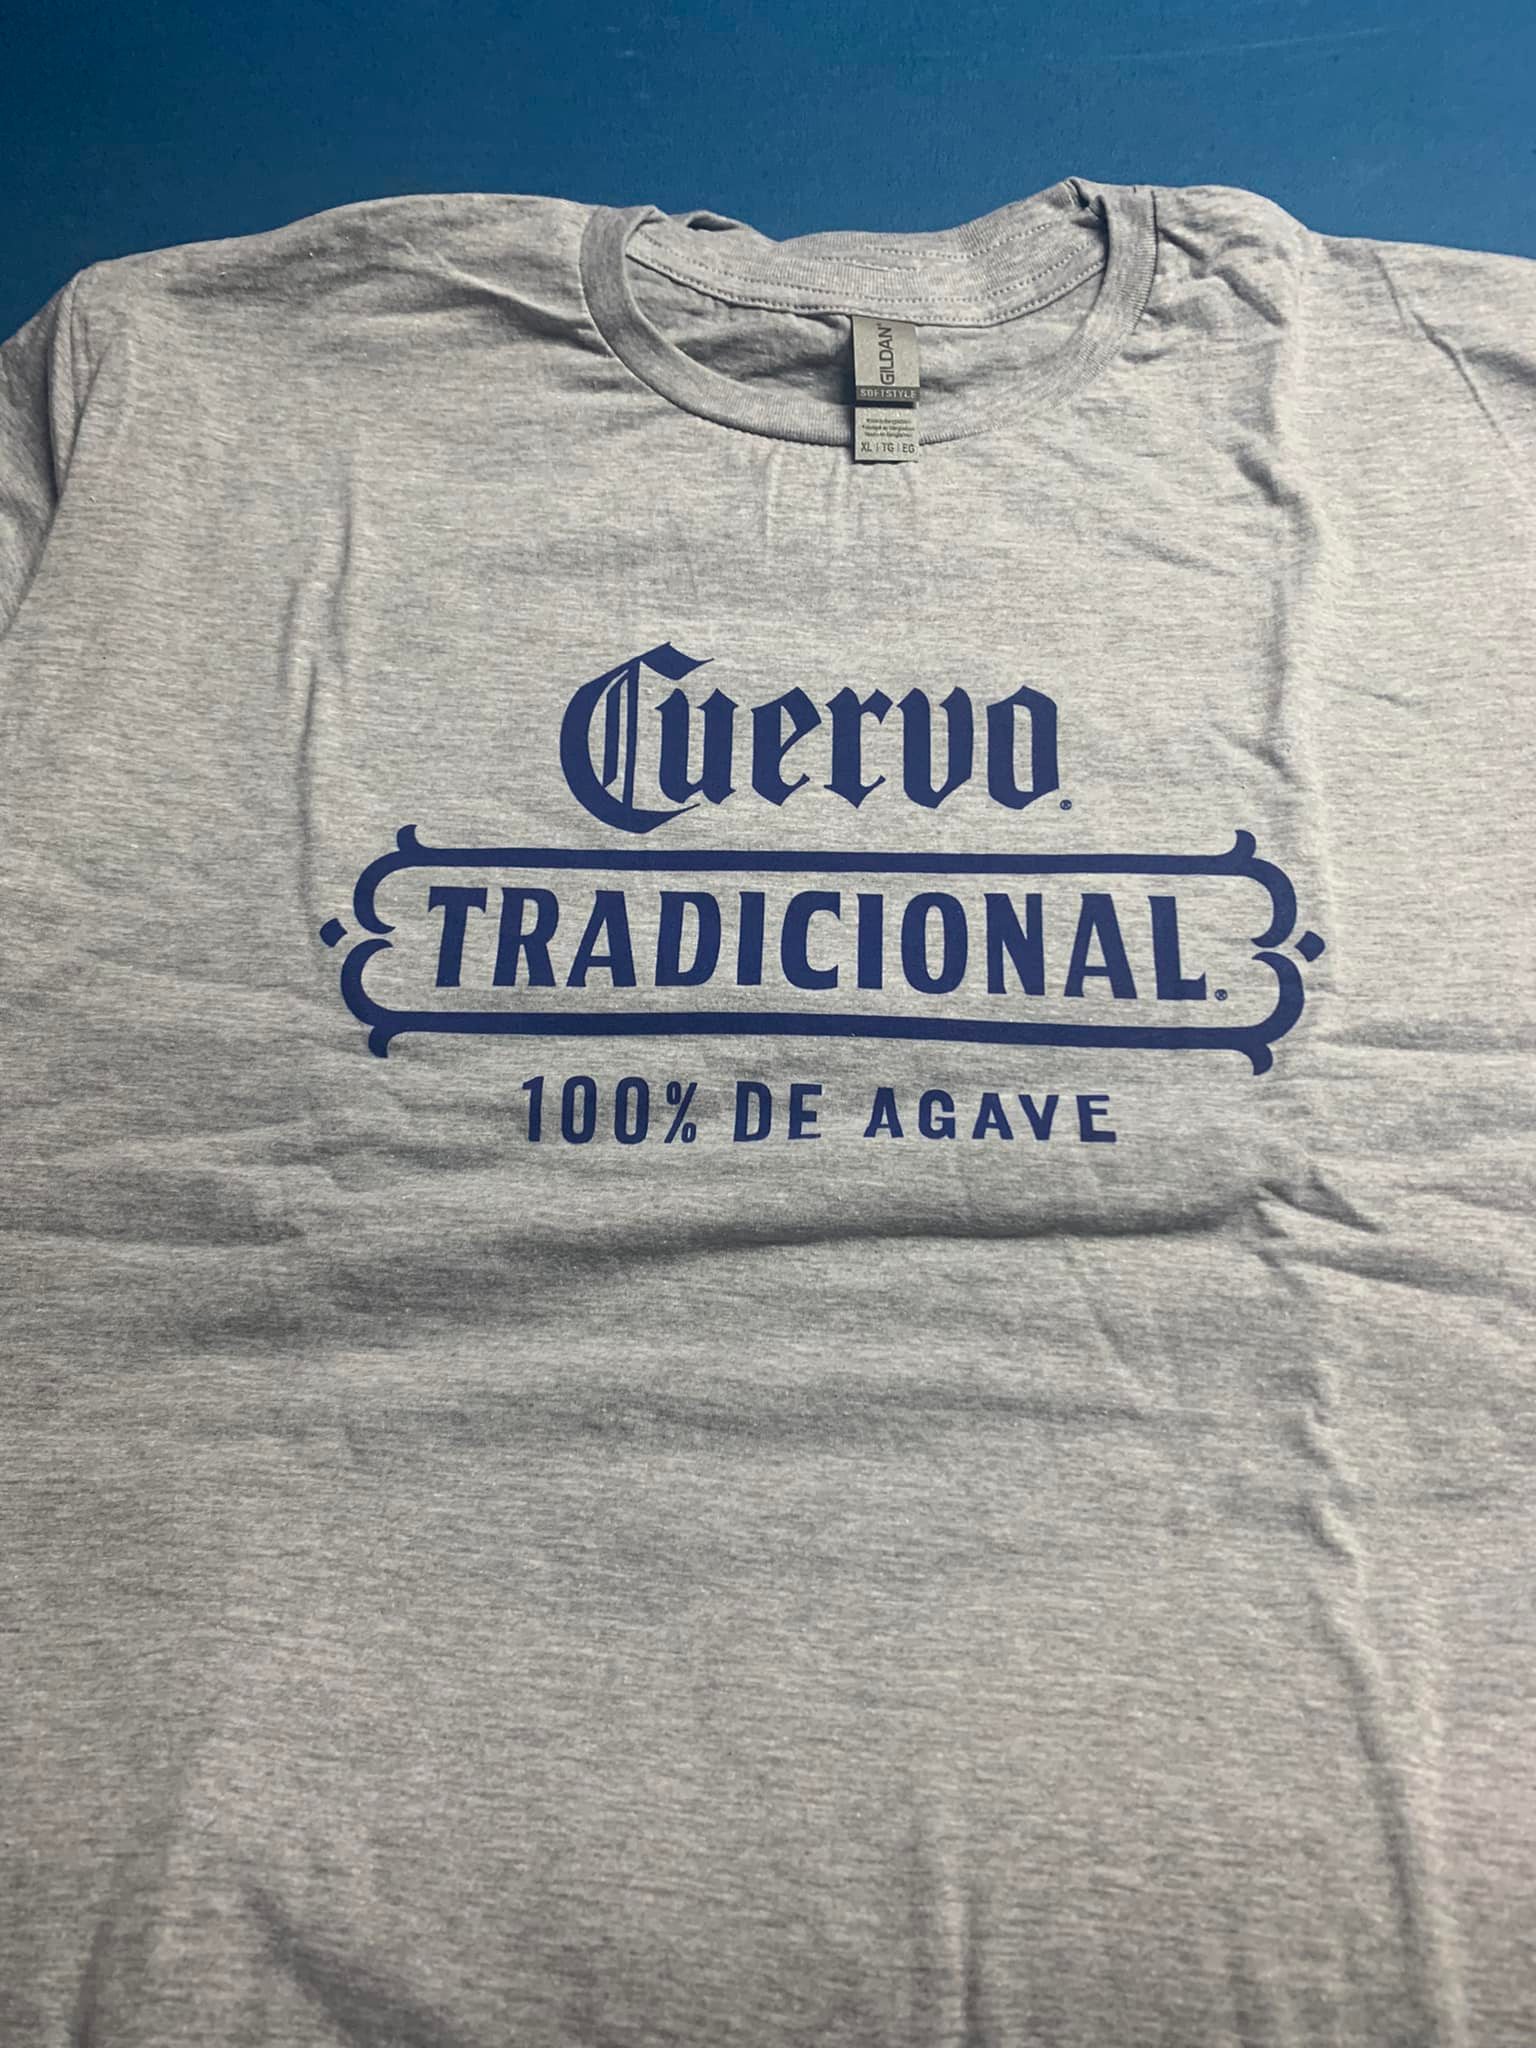 GILDAN®
SOFTSTYLE
XL | TG | EG
Cuervo®
TRADICIONAL®
100% DE AGAVE